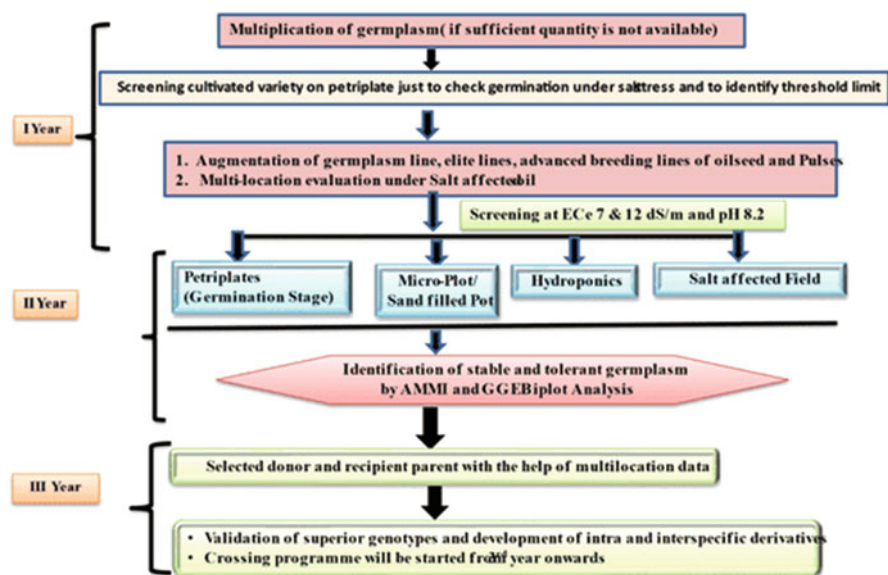 Multiplication of germplasm( if sufficient quantity is not available)
Screening cultivated variety on petriplate just to check germination under saltstress and to identify threshold limit
I Year
1. Augmentation of germplasm line, elite lines, advanced breeding lines of oilseed and Pulses
2. Multi-location evaluation under Salt affected oil
Screening at ECe 7 & 12 dS/m and pH 8.2
Petriplates
(Germination Stage)
Micro-Plot/
Sand filled Pot
Hydroponics
Salt affected Field
II Year
Identification of stable and tolerant germplasm
by AMMI and GGEBiplot Analysis
Selected donor and recipient parent with the help of multilocation data
III Year
• Validation of superior genotypes and development of intra and interspecific derivatives
• Crossing programme will be started from year onwards